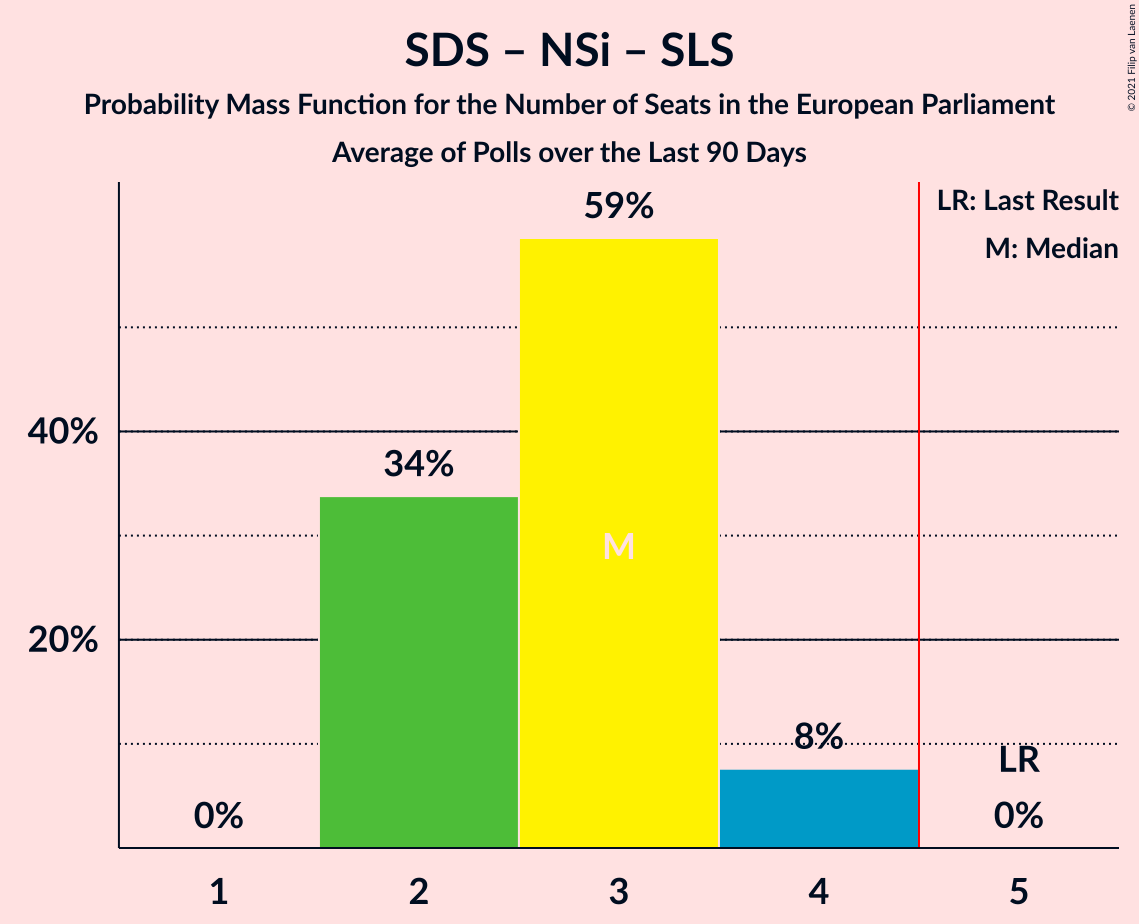 SDS – NSi – SLS
Probability Mass Function for the Number of Seats in the European Parliament
Average of Polls over the Last 90 Days
© 2021 Filip van Laenen
LR: Last Result
M: Median
59%
40%
34%
M
20%
8%
LR
0%
0%
1
2
3
4
5